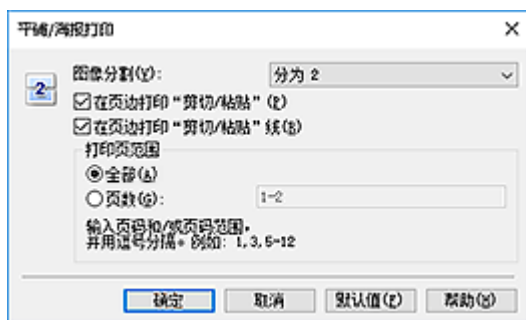 平铺/海报打印
图像分割(Y): 分为 2
2
在页边打印“剪切/粘贴”(R)
在页边打印“剪切/粘贴”线(B)
打印页范围
全部(A)
页数(G): 1-2
输入页码和/或页码范围。
并用逗号分隔。例如: 1,3,5-12
确定 取消 默认值(F) 帮助(H)